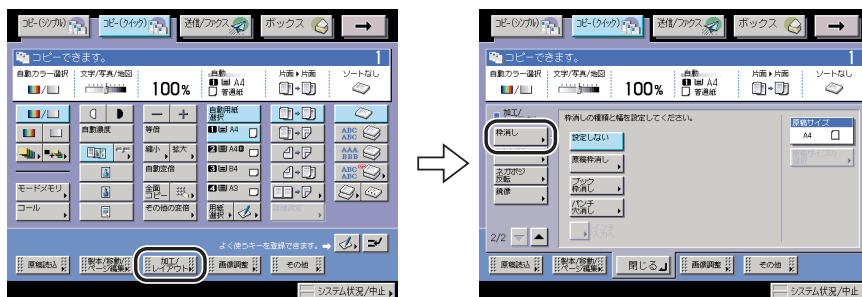 コピー(シンプル)
コピー(クイック)
送信/ファクス
ボックス
コピーできます。
1
自動カラー選択
文字/写真/地図
100%
自動
1 A4
普通紙
片面▶片面
ソートなし
自動濃度
等倍
縮小
拡大
自動変倍
全面コピー
その他の変倍
自動用紙選択
1 A4
2 A4
3 B4
4 A3
用紙選択
ABC
ABC
AAA
BBB
ABC
ABC
モードメモリ
コール
よく使うキーを登録できます。
原稿読込
製本/移動/ページ編集
加工/レイアウト
画像調整
その他
システム状況/中止
コピー(シンプル)
コピー(クイック)
送信/ファクス
ボックス
コピーできます。
1
自動カラー選択
文字/写真/地図
100%
自動
1 A4
普通紙
片面▶片面
ソートなし
加工/
枠消し
ネガポジ反転
鏡像
2/2
枠消しの種類と幅を設定してください。
設定しない
原稿枠消し
ブック枠消し
パンチ穴消し
原稿サイズ
A4
原稿読込
製本/移動/ページ編集
閉じる
画像調整
その他
システム状況/中止